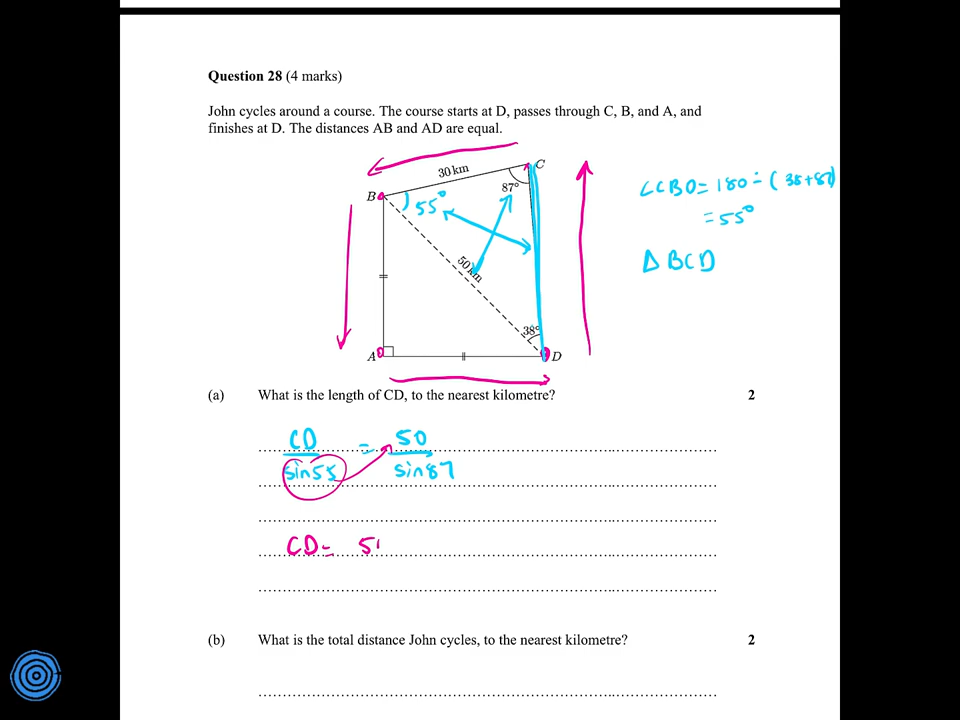 Question 28 (4 marks)
John cycles around a course. The course starts at D, passes through C, B, and A, and
finishes at D. The distances AB and AD are equal.
C
30 km
87°
B
55°
50 km
38°
A
D
∠CBD = 180 ÷ (38+87)
= 55°
Δ BCD
(a) What is the length of CD, to the nearest kilometre? 2
CD = 50
sin55 sin87
CD =
(b) What is the total distance John cycles, to the nearest kilometre? 2